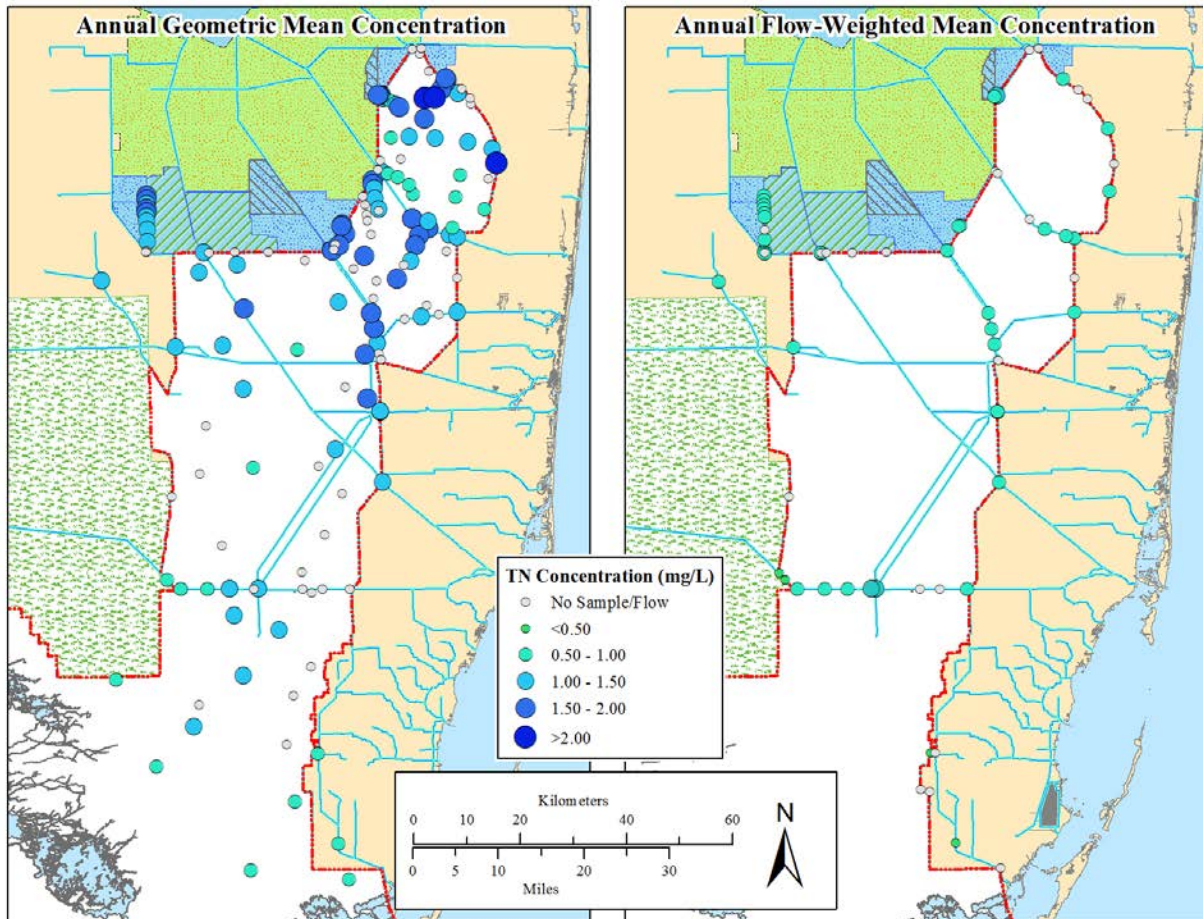 Annual Geometric Mean Concentration
Annual Flow-Weighted Mean Concentration
TN Concentration (mg/L)
No Sample/Flow
<0.50
0.50 - 1.00
1.00 - 1.50
1.50 - 2.00
>2.00
Kilometers
0 10 20 40 60
0 5 10 20 30
Miles
N